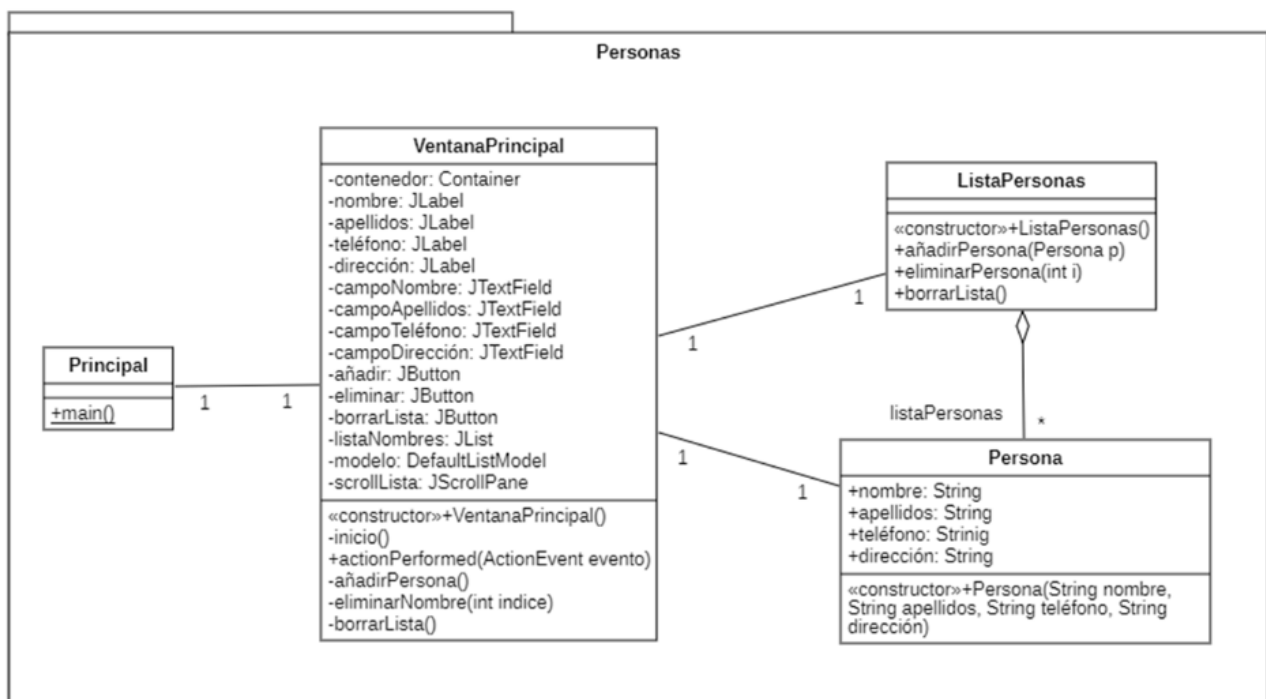 Personas
VentanaPrincipal
-contenedor: Container
-nombre: JLabel
-apellidos: JLabel
-teléfono: JLabel
-dirección: JLabel
-campoNombre: JTextField
-campoApellidos: JTextField
-campoTeléfono: JTextField
-campoDirección: JTextField
-añadir: JButton
-eliminar: JButton
-borrarLista: JButton
-listaNombres: JList
-modelo: DefaultListModel
-scrollLista: JScrollPane
«constructor»+VentanaPrincipal()
-inicio()
+actionPerformed(ActionEvent evento)
-añadirPersona()
-eliminarNombre(int indice)
-borrarLista()
Principal
+main()
1
1
1
1
1
1
ListaPersonas
«constructor»+ListaPersonas()
+añadirPersona(Persona p)
+eliminarPersona(int i)
+borrarLista()
listaPersonas
*
Persona
+nombre: String
+apellidos: String
+teléfono: Strinig
+dirección: String
«constructor»+Persona(String nombre,
String apellidos, String teléfono, String
dirección)